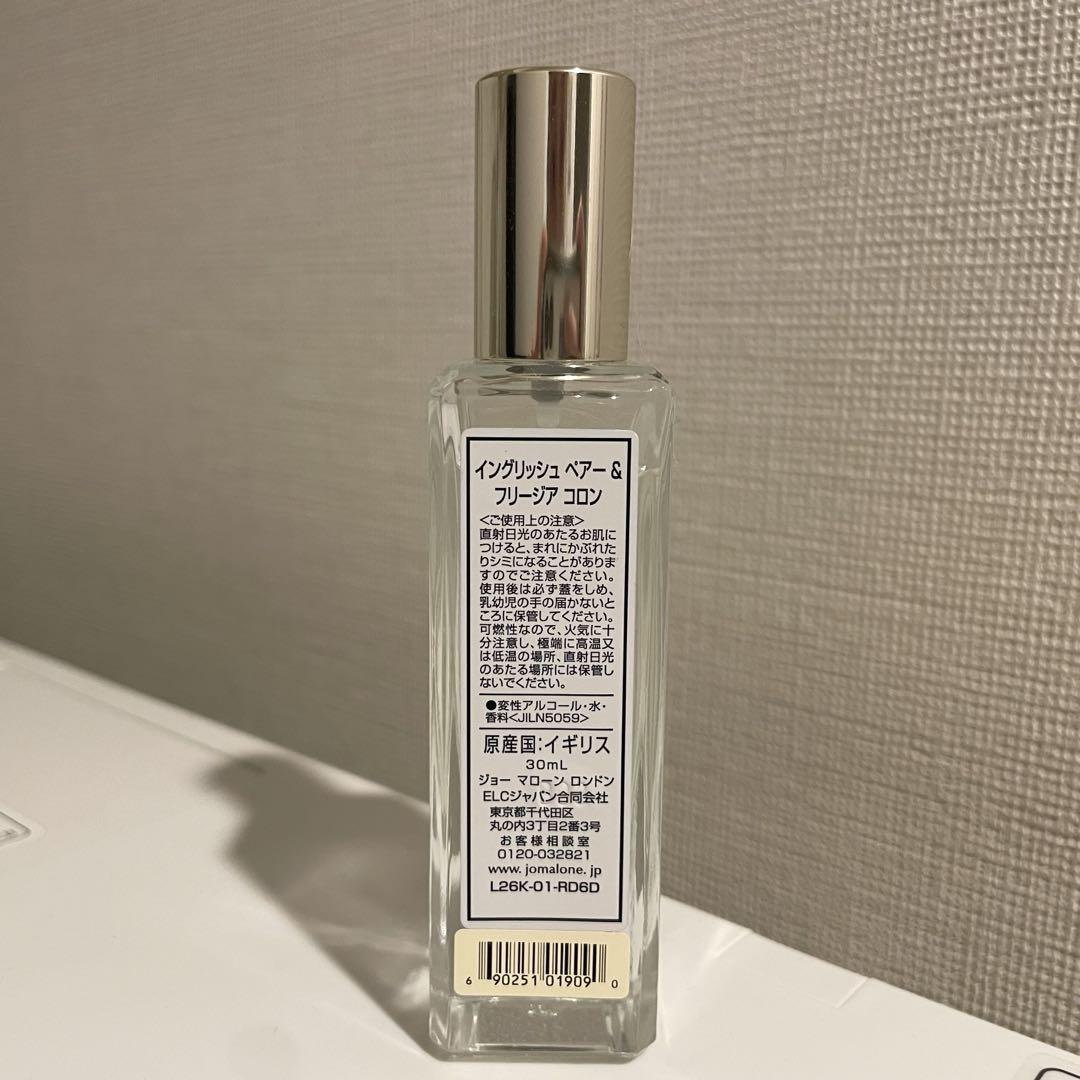 イングリッシュ ペアー &
フリージア コロン
<ご使用上の注意>
直射日光のあたるお肌に
つけると、まれにかぶれた
りシミになることがありま
すのでご注意ください。
使用後は必ず蓋をしめ、
乳幼児の手の届かないと
ころに保管してください。
可燃性なので、火気に十
分注意し、極端に高温又
は低温の場所、直射日光
のあたる場所には保管し
ないでください。
●変性アルコール・水・
香料<JILN5059>
原産国:イギリス
30mL
ジョー マローン ロンドン
ELCジャパン合同会社
東京都千代田区
丸の内3丁目2番3号
お客様相談室
0120-032821
www. jomalone. jp
L26K-01-RD6D
6 90251 01909 0